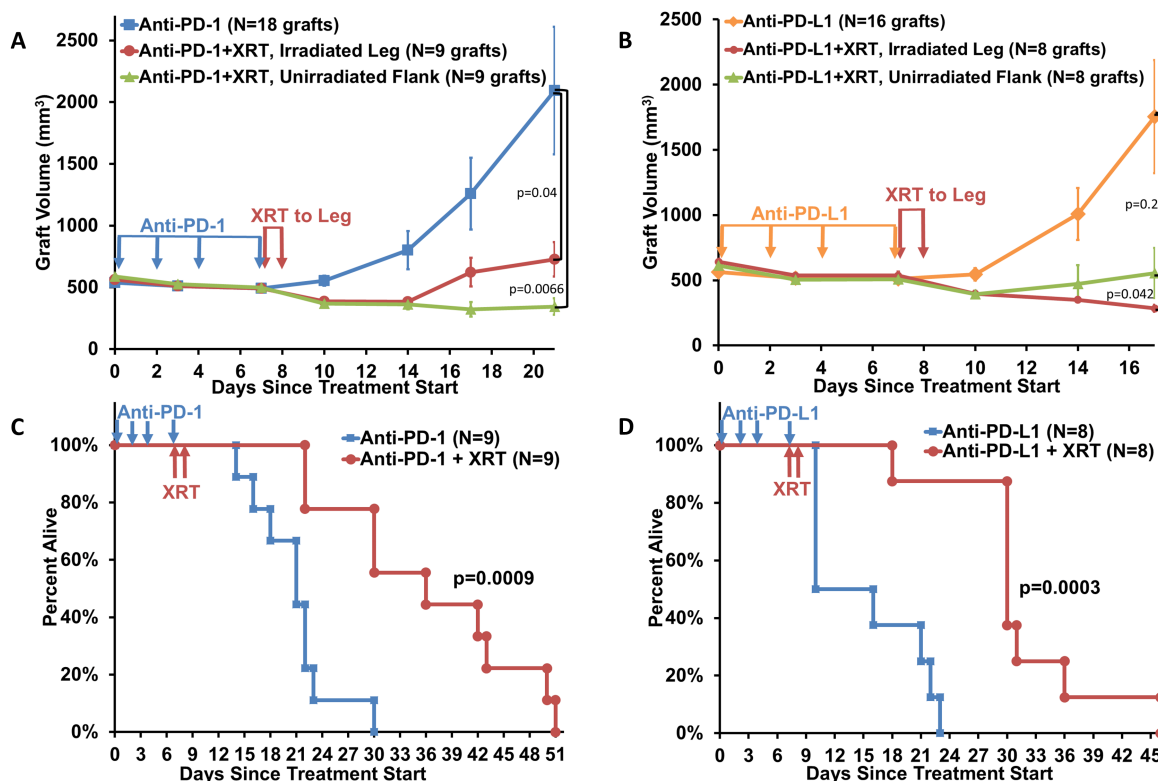 A
Anti-PD-1 (N=18 grafts)
Anti-PD-1+XRT, Irradiated Leg (N=9 grafts)
Anti-PD-1+XRT, Unirradiated Flank (N=9 grafts)
Graft Volume (mm³)
2500
2000
1500
1000
500
0
Anti-PD-1
XRT to Leg
p=0.04
p=0.0066
0 2 4 6 8 10 12 14 16 18 20
Days Since Treatment Start
B
Anti-PD-L1 (N=16 grafts)
Anti-PD-L1+XRT, Irradiated Leg (N=8 grafts)
Anti-PD-L1+XRT, Unirradiated Flank (N=8 grafts)
Graft Volume (mm³)
2500
2000
1500
1000
500
0
Anti-PD-L1
XRT to Leg
p=0.2
p=0.042
0 2 4 6 8 10 12 14 16
Days Since Treatment Start
C
Anti-PD-1
Anti-PD-1 (N=9)
Anti-PD-1 + XRT (N=9)
XRT
p=0.0009
Percent Alive
100%
80%
60%
40%
20%
0%
0 3 6 9 12 15 18 21 24 27 30 33 36 39 42 45 48 51
Days Since Treatment Start
D
Anti-PD-L1
Anti-PD-L1 (N=8)
Anti-PD-L1 + XRT (N=8)
XRT
p=0.0003
Percent Alive
100%
80%
60%
40%
20%
0%
0 3 6 9 12 15 18 21 24 27 30 33 36 39 42 45
Days Since Treatment Start